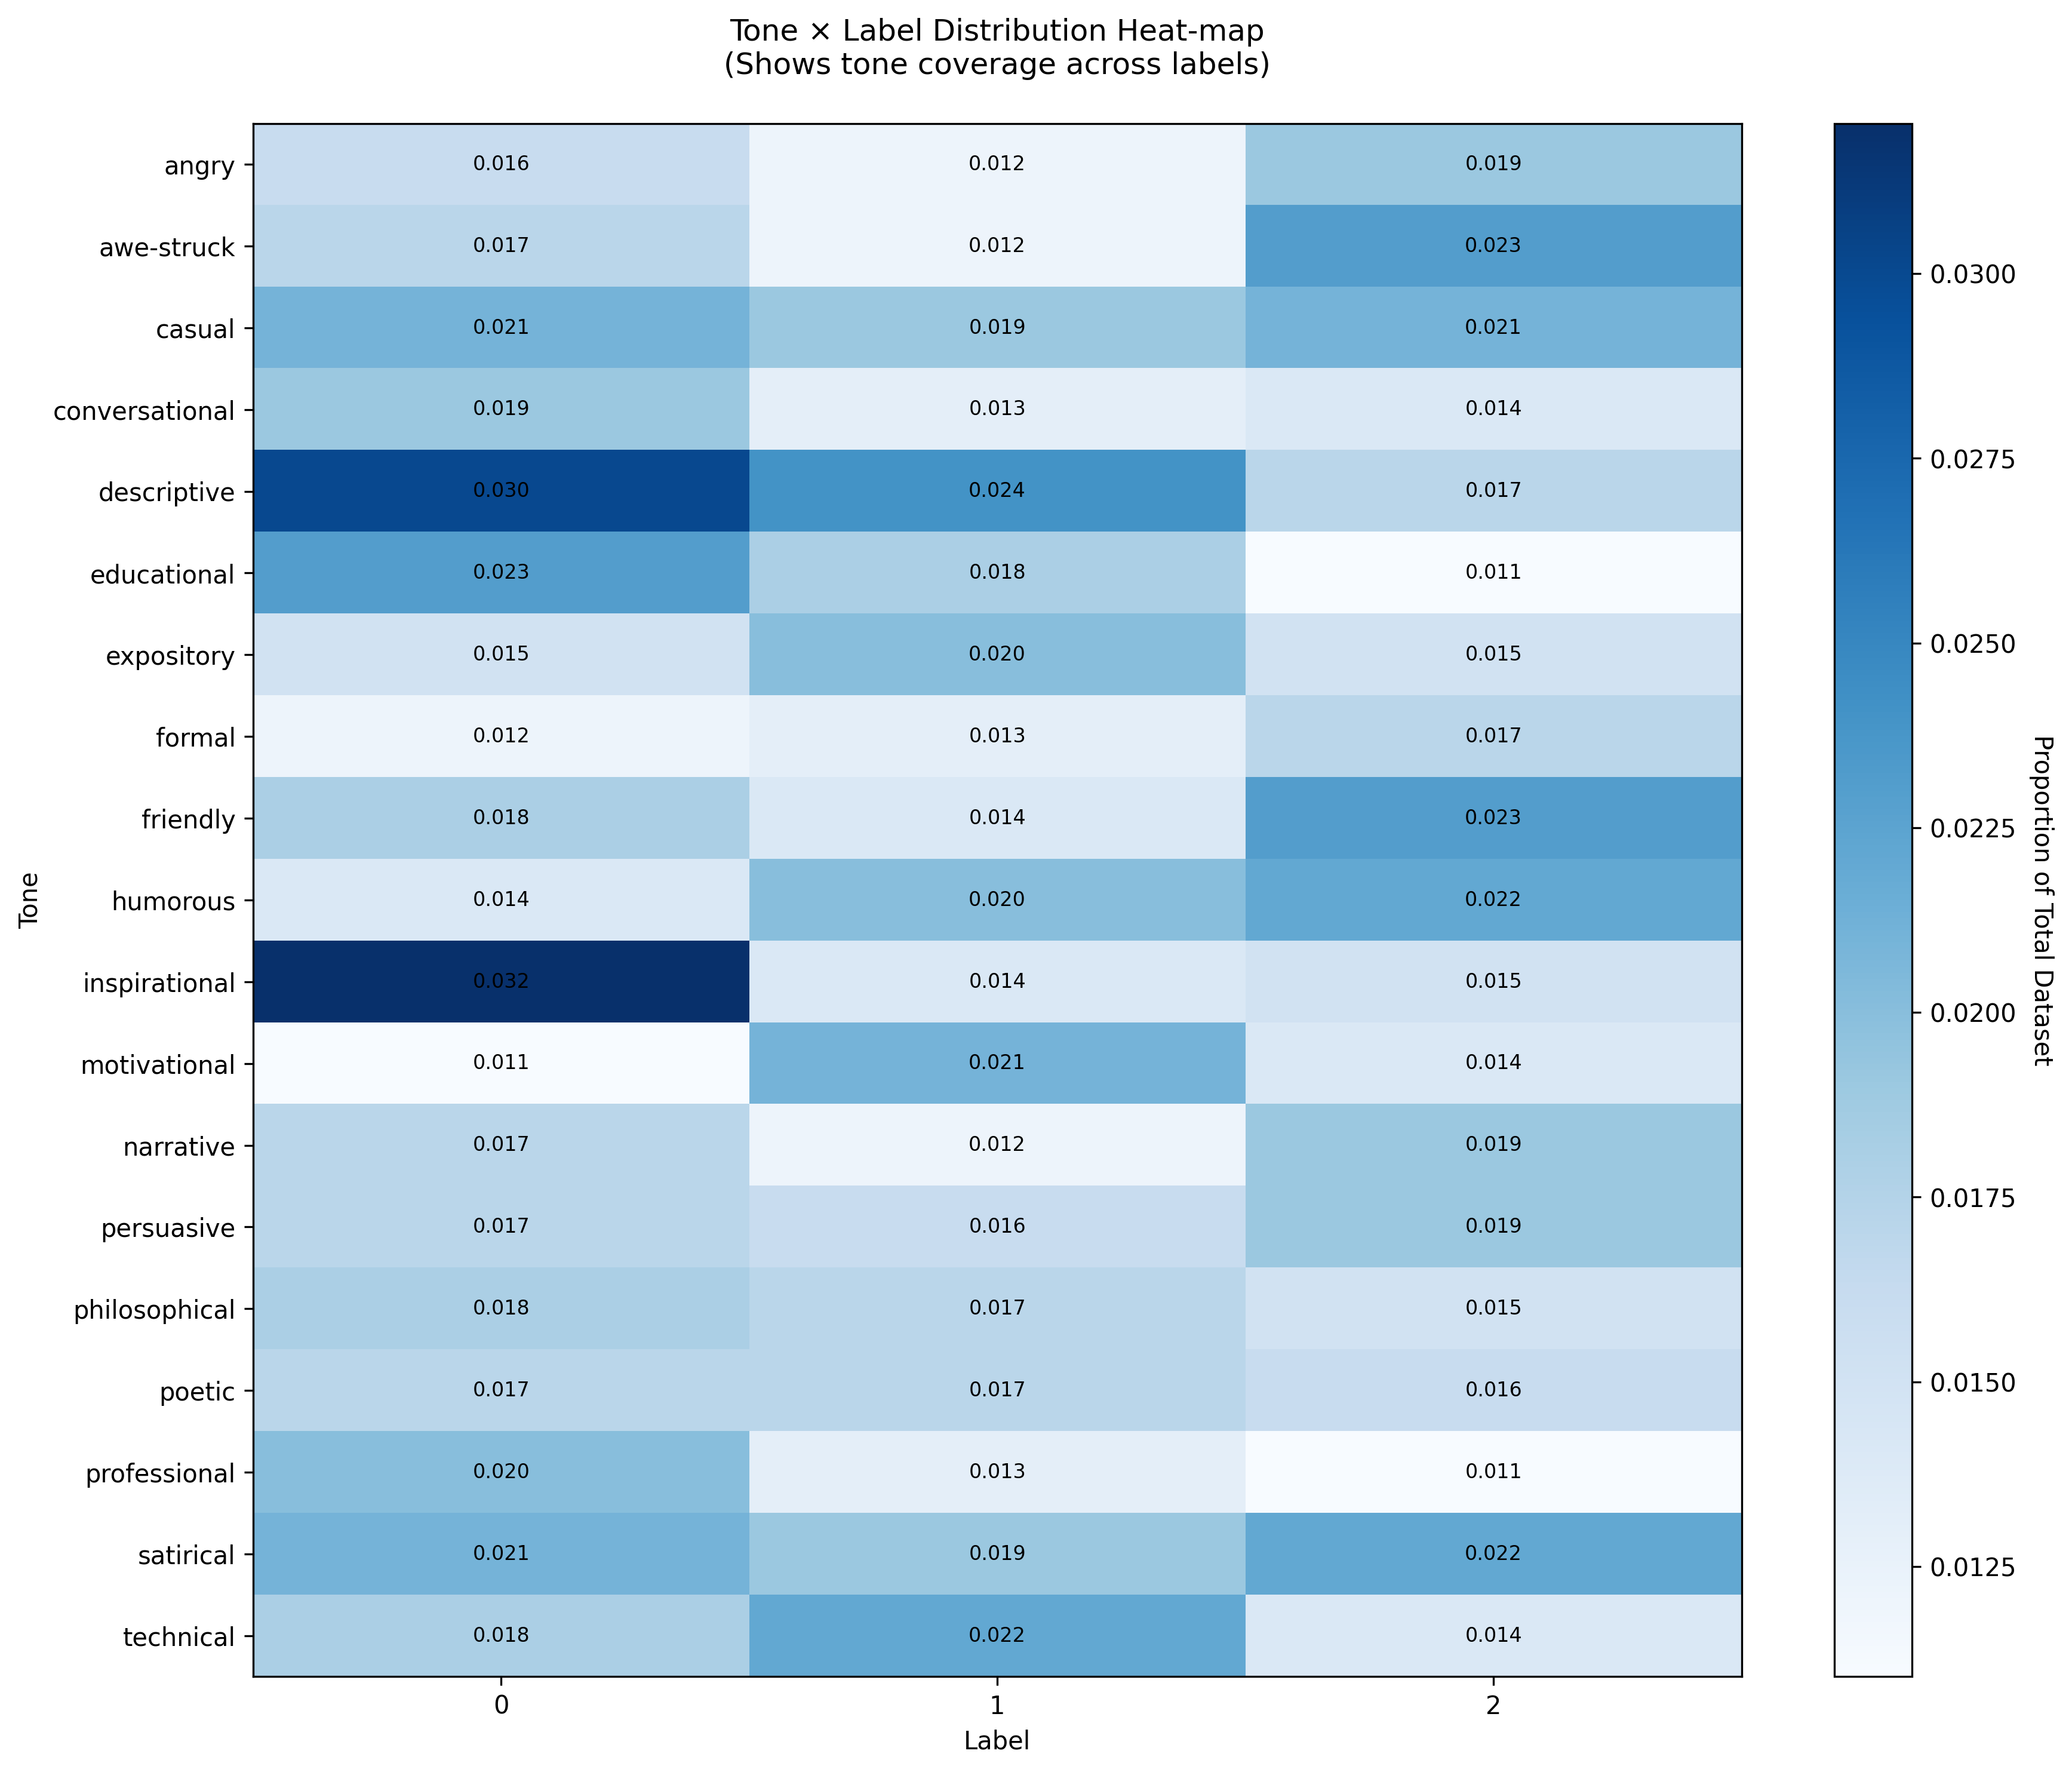 Tone × Label Distribution Heat-map
(Shows tone coverage across labels)
angry 0.016 0.012 0.019
awe-struck 0.017 0.012 0.023
casual 0.021 0.019 0.021
conversational 0.019 0.013 0.014
descriptive 0.030 0.024 0.017
educational 0.023 0.018 0.011
expository 0.015 0.020 0.015
formal 0.012 0.013 0.017
friendly 0.018 0.014 0.023
humorous 0.014 0.020 0.022
inspirational 0.032 0.014 0.015
motivational 0.011 0.021 0.014
narrative 0.017 0.012 0.019
persuasive 0.017 0.016 0.019
philosophical 0.018 0.017 0.015
poetic 0.017 0.017 0.016
professional 0.020 0.013 0.011
satirical 0.021 0.019 0.022
technical 0.018 0.022 0.014
0 1 2
Label
Tone
0.0300
0.0275
0.0250
0.0225
0.0200
0.0175
0.0150
0.0125
Proportion of Total Dataset